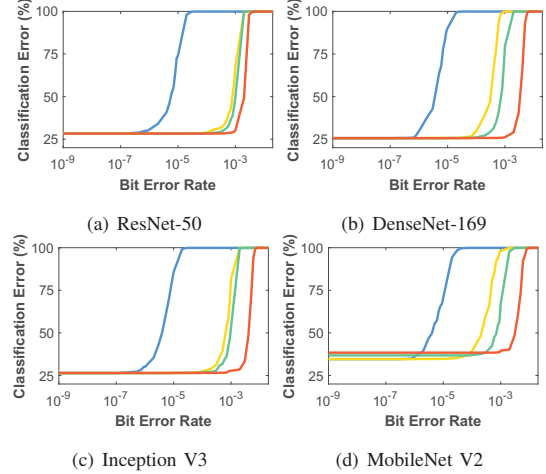 Classification Error (%)
100
75
50
25
10-9
10-7
10-5
10-3
Bit Error Rate
(a) ResNet-50
Classification Error (%)
100
75
50
25
10-9
10-7
10-5
10-3
Bit Error Rate
(b) DenseNet-169
Classification Error (%)
100
75
50
25
10-9
10-7
10-5
10-3
Bit Error Rate
(c) Inception V3
Classification Error (%)
100
75
50
25
10-9
10-7
10-5
10-3
Bit Error Rate
(d) MobileNet V2